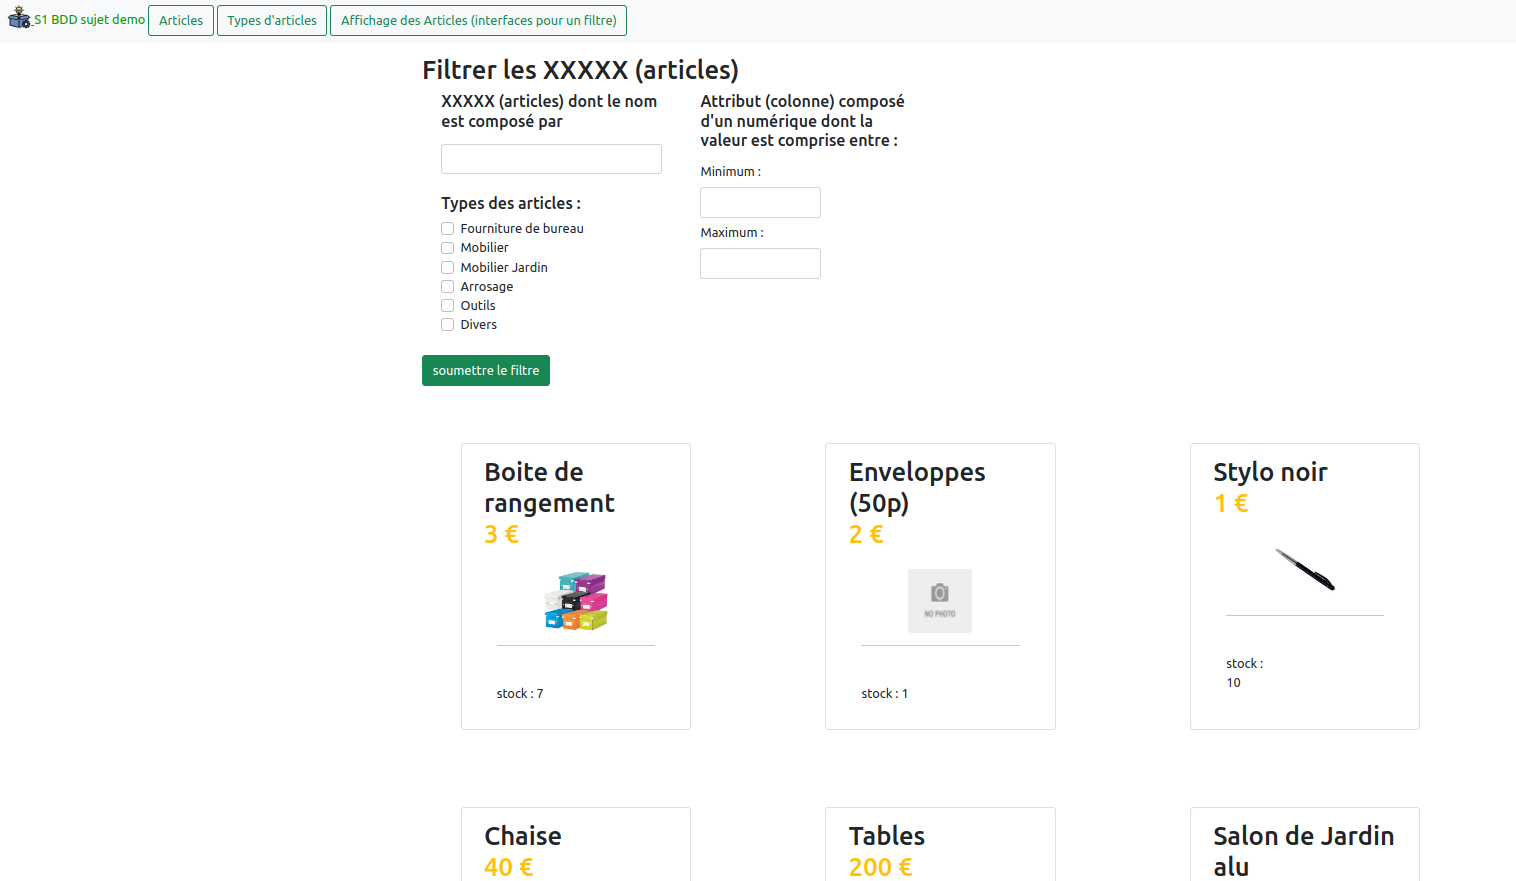 S1 BDD sujet demo Articles Types d'articles Affichage des Articles (interfaces pour un filtre)
Filtrer les XXXXX (articles)
XXXXX (articles) dont le nom
est composé par
Types des articles :
Fourniture de bureau
Mobilier
Mobilier Jardin
Arrosage
Outils
Divers
Attribut (colonne) composé
d'un numérique dont la
valeur est comprise entre :
Minimum :
Maximum :
soumettre le filtre
Boite de
rangement
3 €
stock : 7
Enveloppes
(50p)
2 €
NO PHOTO
stock : 1
Stylo noir
1 €
stock :
10
Chaise
40 €
Tables
200 €
Salon de Jardin
alu